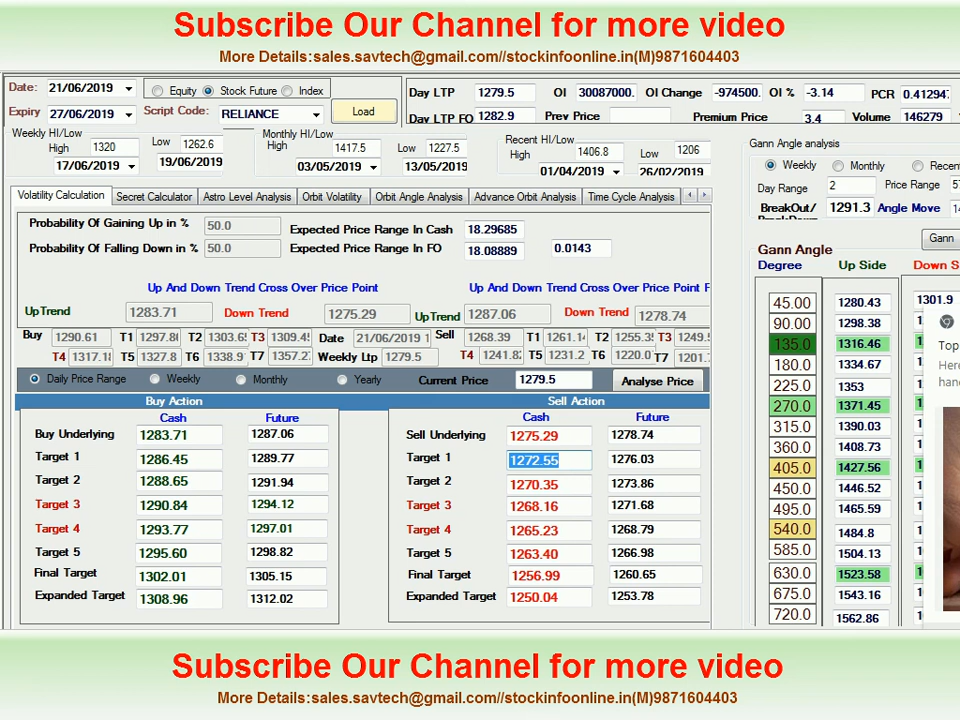 Subscribe Our Channel for more video
More Details:sales.savtech@gmail.com//stockinfoonline.in(M)9871604403
Date: 21/06/2019 Equity Stock Future Index
Expiry 27/06/2019 Script Code: RELIANCE Load
Day LTP 1279.5 OI 30087000. OI Change -974500. OI % -3.14 PCR 0.41294
Day LTP FO 1282.9 Prev Price Premium Price 3.4 Volume 146279
Weekly HI/Low
High 1320 Low 1262.6
17/06/2019 19/06/2019
Monthly HI/Low
High 1417.5 Low 1227.5
03/05/2019 13/05/2019
Recent HI/Low
High 1406.8 Low 1206
01/04/2019 26/02/2019
Gann Angle analysis
Weekly Monthly Recent
Day Range 2 Price Range
BreakOut/ 1291.3 Angle Move
Gann
Volatility Calculation Secret Calculator Astro Level Analysis Orbit Volatility Orbit Angle Analysis Advance Orbit Analysis Time Cycle Analysis
Probability Of Gaining Up in % 50.0 Expected Price Range In Cash 18.29685
Probability Of Falling Down in % 50.0 Expected Price Range In FO 18.08889 0.0143
Up And Down Trend Cross Over Price Point Up And Down Trend Cross Over Price Point F
UpTrend 1283.71 Down Trend 1275.29 UpTrend 1287.06 Down Trend 1278.74
Buy 1290.61 T1 1297.8 T2 1303.6 T3 1309.4 Date 21/06/2019 1 Sell 1268.39 T1 1261.1 T2 1255.3 T3 1249.
T4 1317.1 T5 1327.8 T6 1338.9 T7 1357.2 Weekly Ltp 1279.5 T4 1241.8 T5 1231.2 T6 1220.0 T7 1201.
Daily Price Range Weekly Monthly Yearly Current Price 1279.5 Analyse Price
Buy Action Sell Action
Cash Future Cash Future
Buy Underlying 1283.71 1287.06 Sell Underlying 1275.29 1278.74
Target 1 1286.45 1289.77 Target 1 1272.55 1276.03
Target 2 1288.65 1291.94 Target 2 1270.35 1273.86
Target 3 1290.84 1294.12 Target 3 1268.16 1271.68
Target 4 1293.77 1297.01 Target 4 1265.23 1268.79
Target 5 1295.60 1298.82 Target 5 1263.40 1266.98
Final Target 1302.01 1305.15 Final Target 1256.99 1260.65
Expanded Target 1308.96 1312.02 Expanded Target 1250.04 1253.78
Gann Angle
Degree Up Side Down S
45.00 1280.43 1301.9
90.00 1298.38
135.0 1316.46
180.0 1334.67
225.0 1353
270.0 1371.45
315.0 1390.03
360.0 1408.73
405.0 1427.56
450.0 1446.52
495.0 1465.59
540.0 1484.8
585.0 1504.13
630.0 1523.58
675.0 1543.16
720.0 1562.86
Top
Here
han
Subscribe Our Channel for more video
More Details:sales.savtech@gmail.com//stockinfoonline.in(M)9871604403